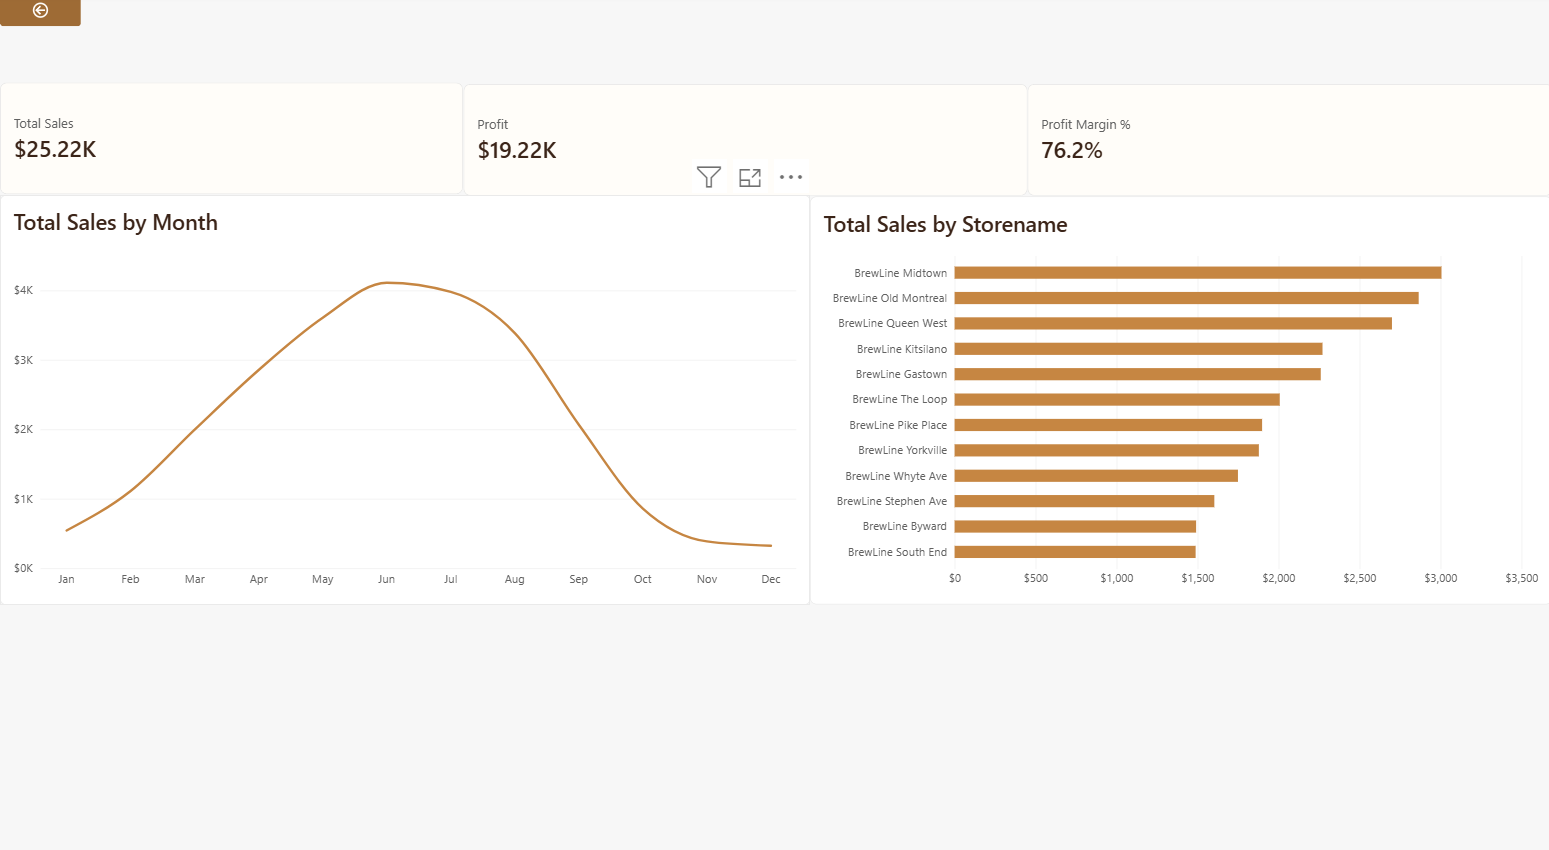 Total Sales
$25.22K
Profit
$19.22K
Profit Margin %
76.2%
Total Sales by Month
$4K
$3K
$2K
$1K
$0K
Jan Feb Mar Apr May Jun Jul Aug Sep Oct Nov Dec
Total Sales by Storename
BrewLine Midtown
BrewLine Old Montreal
BrewLine Queen West
BrewLine Kitsilano
BrewLine Gastown
BrewLine The Loop
BrewLine Pike Place
BrewLine Yorkville
BrewLine Whyte Ave
BrewLine Stephen Ave
BrewLine Byward
BrewLine South End
$0 $500 $1,000 $1,500 $2,000 $2,500 $3,000 $3,500